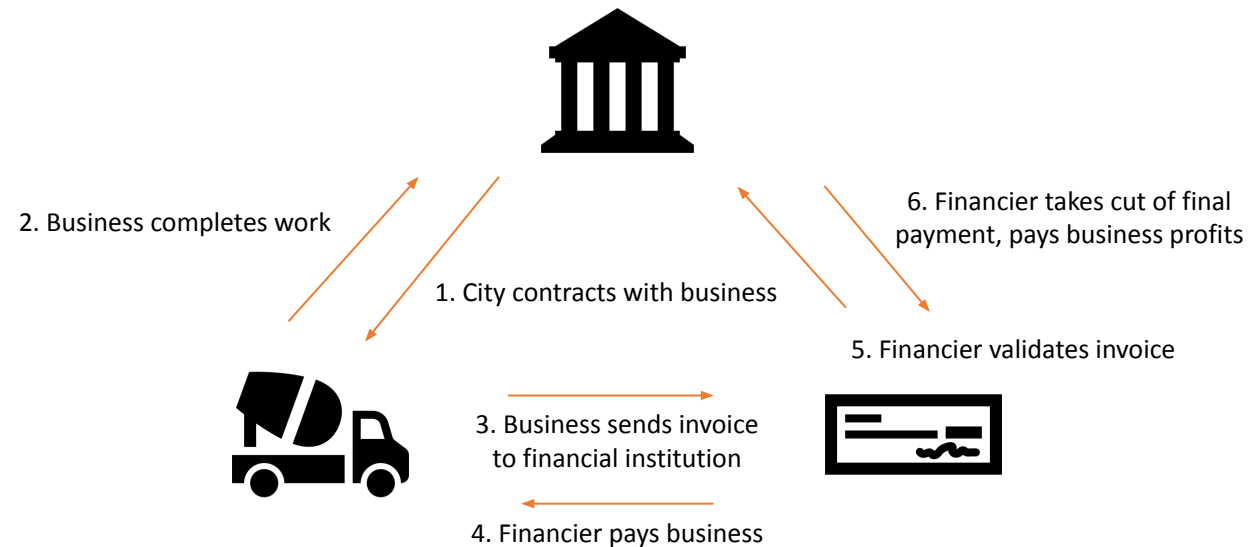 2. Business completes work
6. Financier takes cut of final
payment, pays business profits
1. City contracts with business
5. Financier validates invoice
3. Business sends invoice
to financial institution
4. Financier pays business